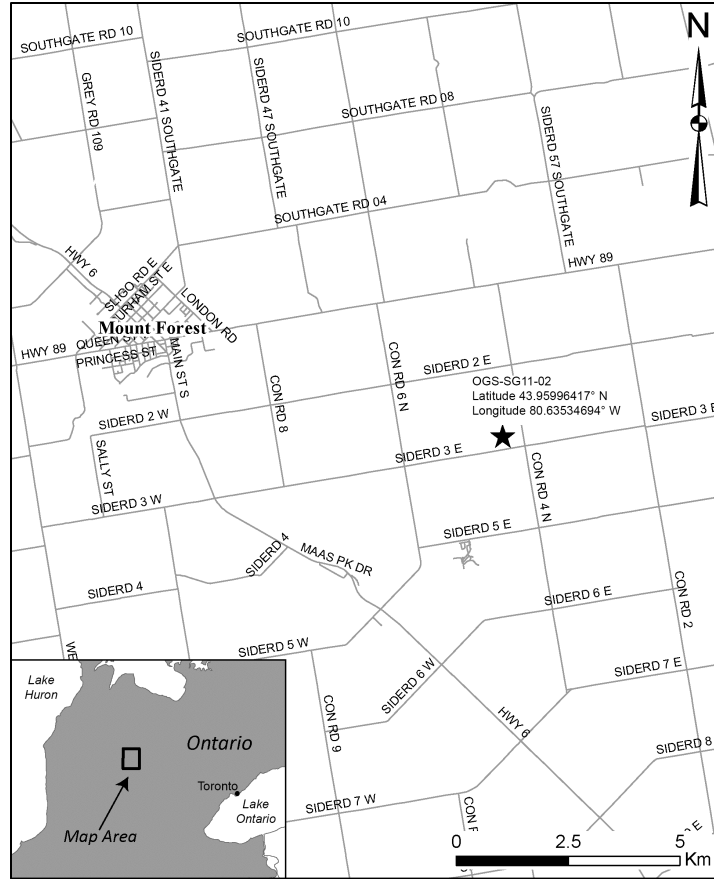 SOUTHGATE RD 10
SOUTHGATE RD 10
N
GREY RD 109
SIDERD 41 SOUTHGATE
SIDERD 47 SOUTHGATE
SOUTHGATE RD 08
SIDERD 57 SOUTHGATE
SOUTHGATE RD 04
HWY 6
SLIGO RD E
DURHAM ST E
LONDON RD
HWY 89
Mount Forest
HWY 89
QUEEN ST
PRINCESS ST
MAIN ST S
CON RD 8
CON RD 6 N
SIDERD 2 E
OGS-SG11-02
Latitude 43.95996417° N
Longitude 80.63534694° W
SIDERD 2 W
SIDERD 3 E
SIDERD 3 E
SALLY ST
CON RD 4 N
SIDERD 3 W
SIDERD 5 E
SIDERD 4
MAAS PK DR
SIDERD 4
SIDERD 6 E
CON RD 2
WE
SIDERD 5 W
SIDERD 6 W
SIDERD 7 E
CON RD 9
HWY 6
SIDERD 8
SIDERD 7 W
Lake
Huron
Ontario
Toronto
Lake
Ontario
Map Area
0 2.5 5
Km